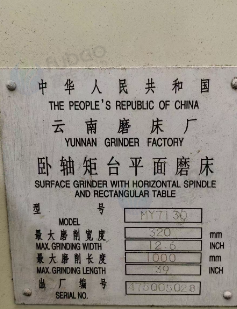 中华人民共和国
THE PEOPLE'S REPUBLIC OF CHINA
云南磨床厂
YUNNAN GRINDER FACTORY
卧轴矩台平面磨床
SURFACE GRINDER WITH HORIZONTAL SPINDLE
AND RECTANGULAR TABLE
型 号
MODEL MY7130
最大磨削宽度 320 mm
MAX. GRINDING WIDTH 12.6 INCH
最大磨削长度 1000 mm
MAX. GRINDING LENGTH 39 INCH
出厂编号
SERIAL NO.